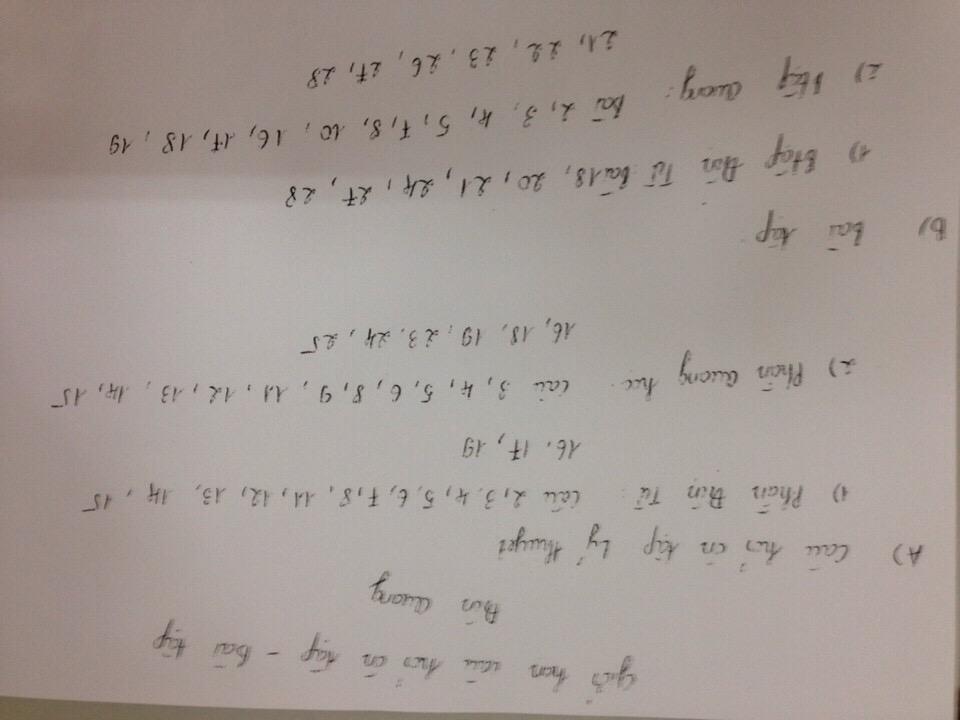 Giới hạn câu hỏi ôn tập - Bài tập
Điện Quang
A) Câu hỏi ôn tập Lý thuyết
1) Phần Điện Từ: Câu 2, 3, 4, 5, 6, 7, 8, 11, 12, 13, 14, 15
16, 17, 19
2) Phần Quang học: Câu 3, 4, 5, 6, 8, 9, 11, 12, 13, 14, 15
16, 18, 19, 23, 24, 25
B) Bài tập
1) Btập Điện Từ Bài 18, 20, 21, 24, 27, 28
2) Btập Quang: Bài 2, 3, 4, 5, 7, 8, 10, 16, 17, 18, 19
21, 22, 23, 26, 27, 28